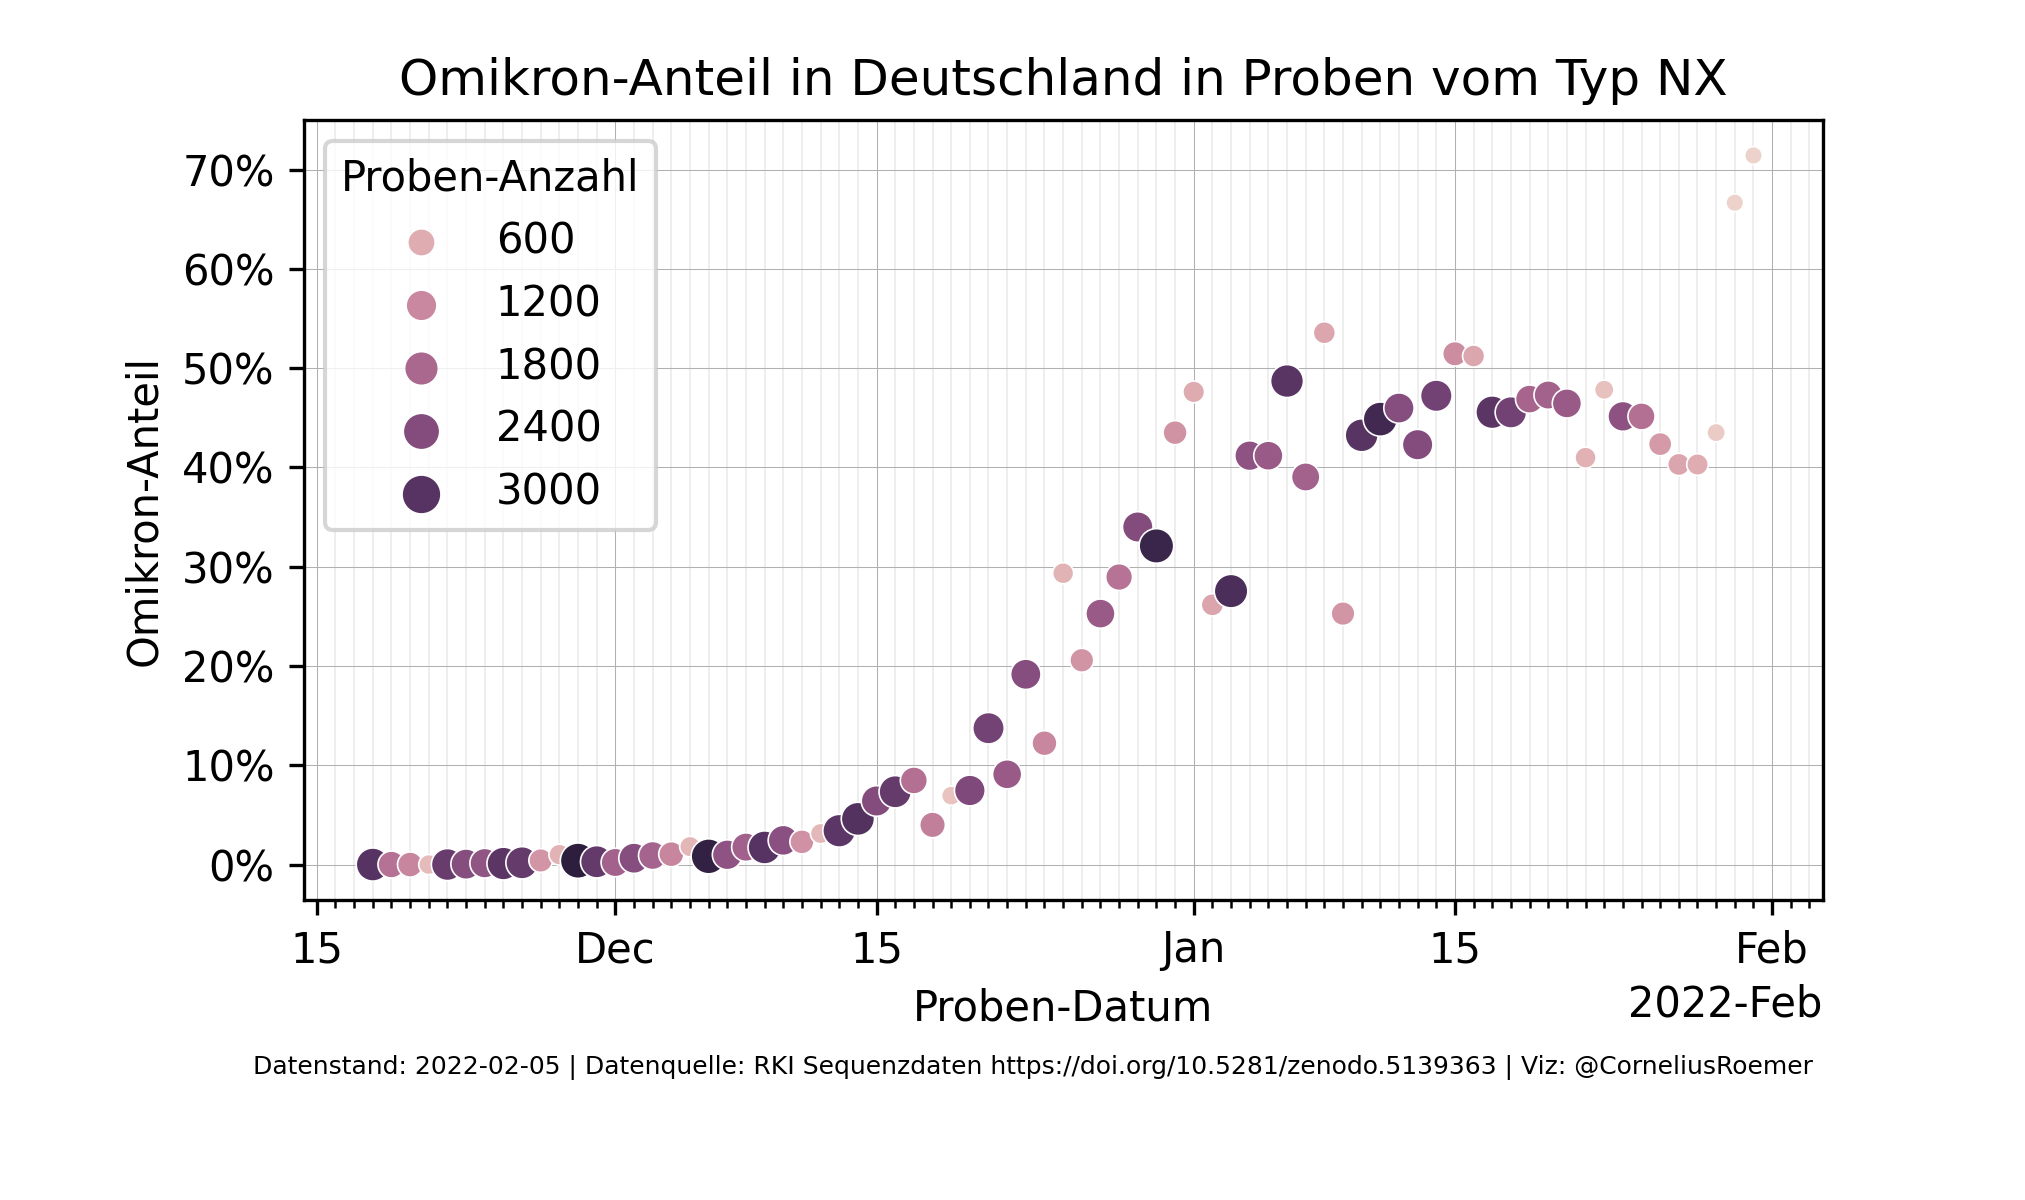 Omikron-Anteil in Deutschland in Proben vom Typ NX
Proben-Anzahl
600
1200
1800
2400
3000
Omikron-Anteil
70%
60%
50%
40%
30%
20%
10%
0%
15 Dec 15 Jan 15 Feb
2022-Feb
Proben-Datum
Datenstand: 2022-02-05 | Datenquelle: RKI Sequenzdaten https://doi.org/10.5281/zenodo.5139363 | Viz: @CorneliusRoemer